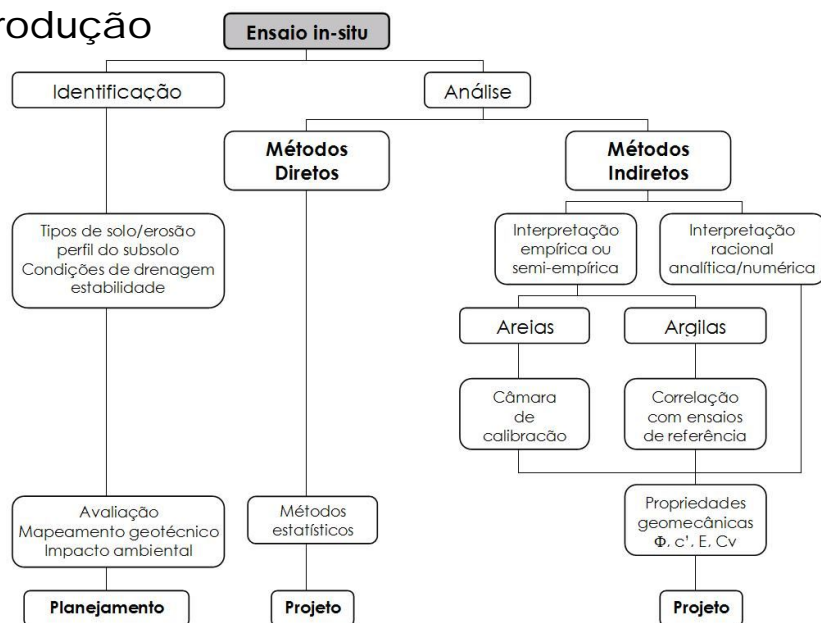 rodução
Ensaio in-situ
Identificação
Análise
Métodos
Diretos
Métodos
Indiretos
Tipos de solo/erosão
perfil do subsolo
Condições de drenagem
estabilidade
Interpretação
empírica ou
semi-empírica
Interpretação
racional
analítica/numérica
Areias
Argilas
Câmara
de
calibracão
Correlação
com ensaios
de referência
Avaliação
Mapeamento geotécnico
Impacto ambiental
Métodos
estatísticos
Propriedades
geomecânicas
Φ, c', E, Cv
Planejamento
Projeto
Projeto